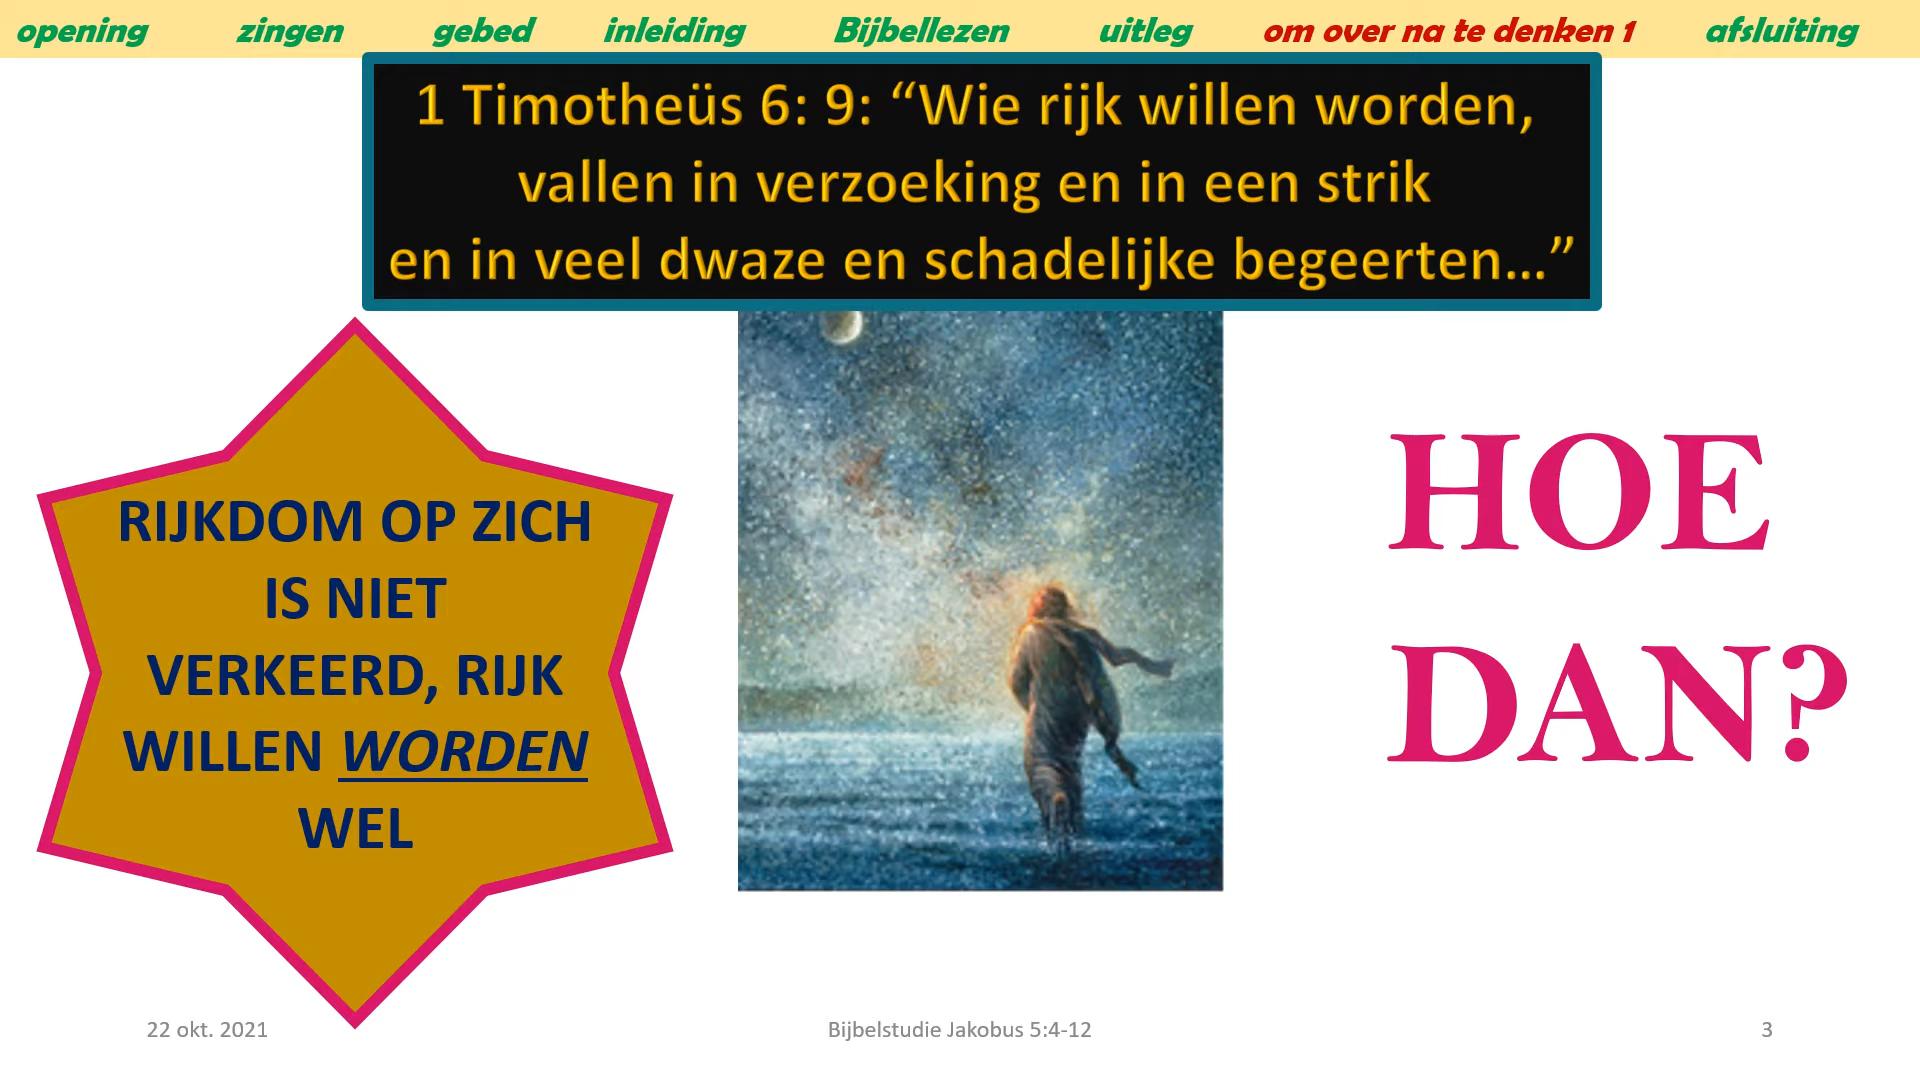 opening zingen gebed inleiding Bijbellezen uitleg om over na te denken 1 afsluiting
1 Timotheüs 6: 9: “Wie rijk willen worden,
vallen in verzoeking en in een strik
en in veel dwaze en schadelijke begeerten…”
RIJKDOM OP ZICH
IS NIET
VERKEERD, RIJK
WILLEN WORDEN
WEL
HOE
DAN?
22 okt. 2021 Bijbelstudie Jakobus 5:4-12 3